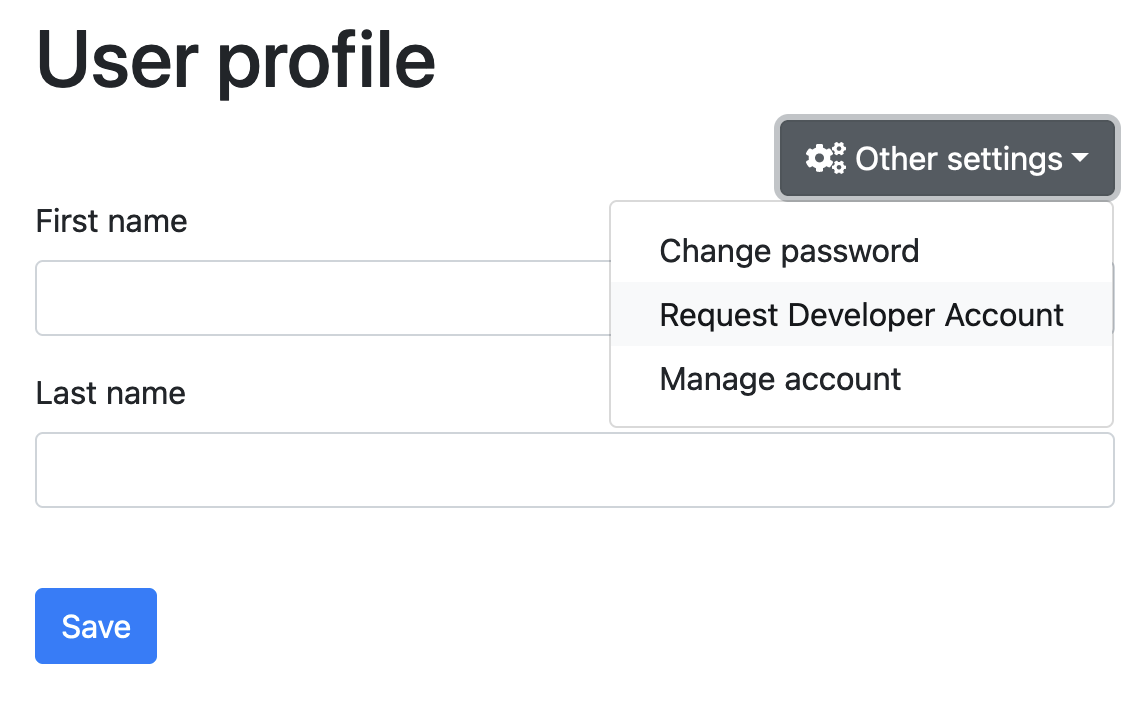 User profile
Other settings
First name
Change password
Request Developer Account
Last name
Manage account
Save